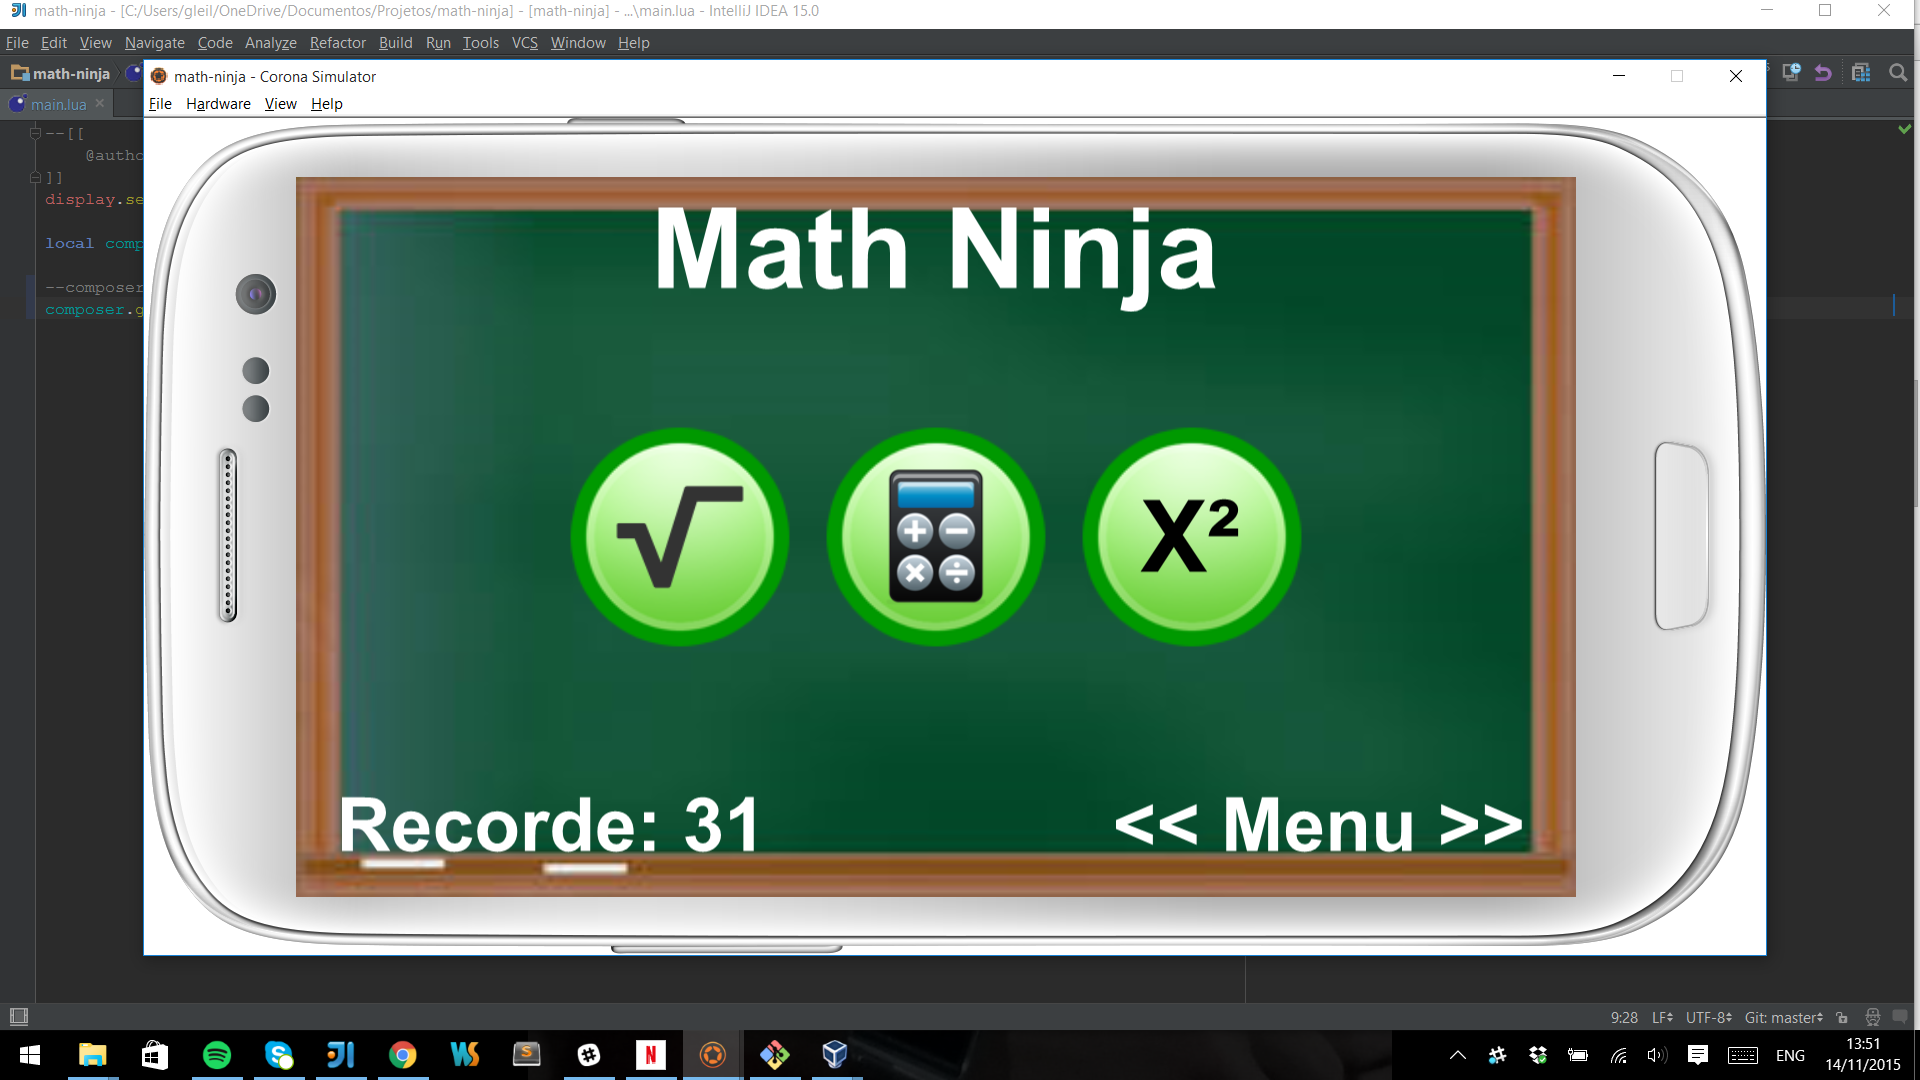 math-ninja - [C:/Users/gleil/OneDrive/Documentos/Projetos/math-ninja] - [math-ninja] - ...\main.lua - IntelliJ IDEA 15.0
File Edit View Navigate Code Analyze Refactor Build Run Tools VCS Window Help
math-ninja
math-ninja - Corona Simulator
File Hardware View Help
main.lua
--[[
@autho
]]
display.se
local comp
--composer
composer.g
Math Ninja
√
+ −
× ÷
X²
Recorde: 31
<< Menu >>
9:28 LF UTF-8 Git: master
ENG
13:51
14/11/2015